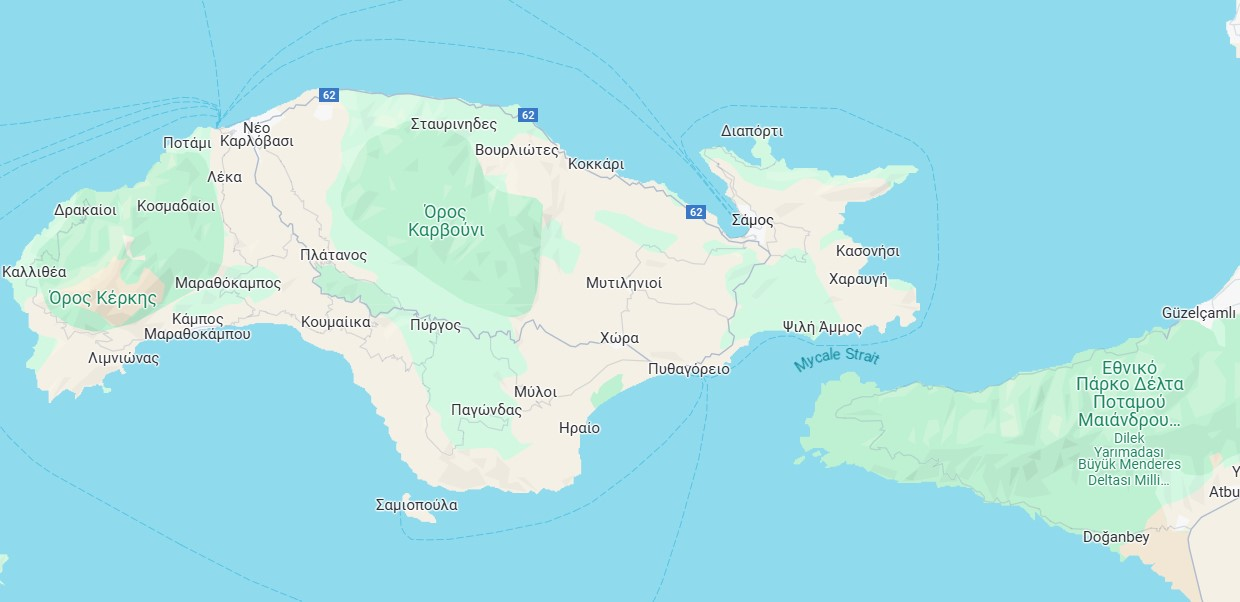 62
62
Σταυρινηδες
Διαπόρτι
Νέο
Καρλόβασι
Ποτάμι
Βουρλιώτες
Κοκκάρι
Λέκα
Δρακαίοι
Κοσμαδαίοι
Όρος
Καρβούνι
62
Σάμος
Κασονήσι
Πλάτανος
Καλλιθέα
Μαραθόκαμπος
Μυτιληνιοί
Χαραυγή
Όρος Κέρκης
Güzelçamlı
Κάμπος
Μαραθοκάμπου
Κουμαίικα
Πύργος
Ψιλή Άμμος
Χώρα
Λιμνιώνας
Mycale Strait
Πυθαγόρειο
Εθνικό
Πάρκο Δέλτα
Ποταμού
Μαιάνδρου...
Dilek
Yarımadası
Büyük Menderes
Deltası Milli...
Μύλοι
Παγώνδας
Ηραίο
Σαμιοπούλα
Doğanbey